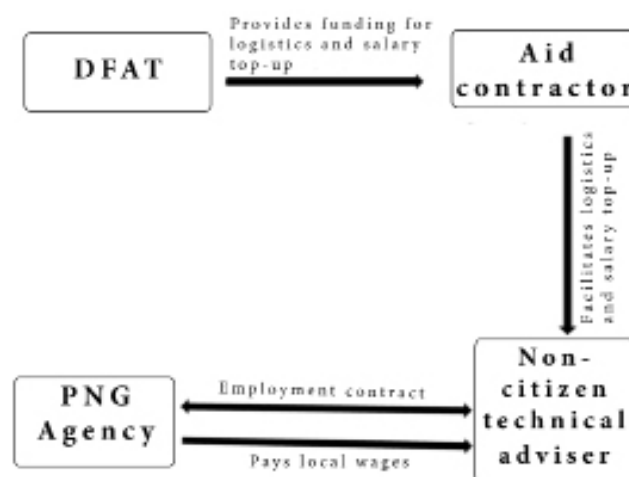 Provides funding for
logistics and salary
top-up
DFAT
Aid
contractor
Facilitates logistics
and salary top-up
PNG
Agency
Employment contract
Pays local wages
Non-
citizen
technical
adviser